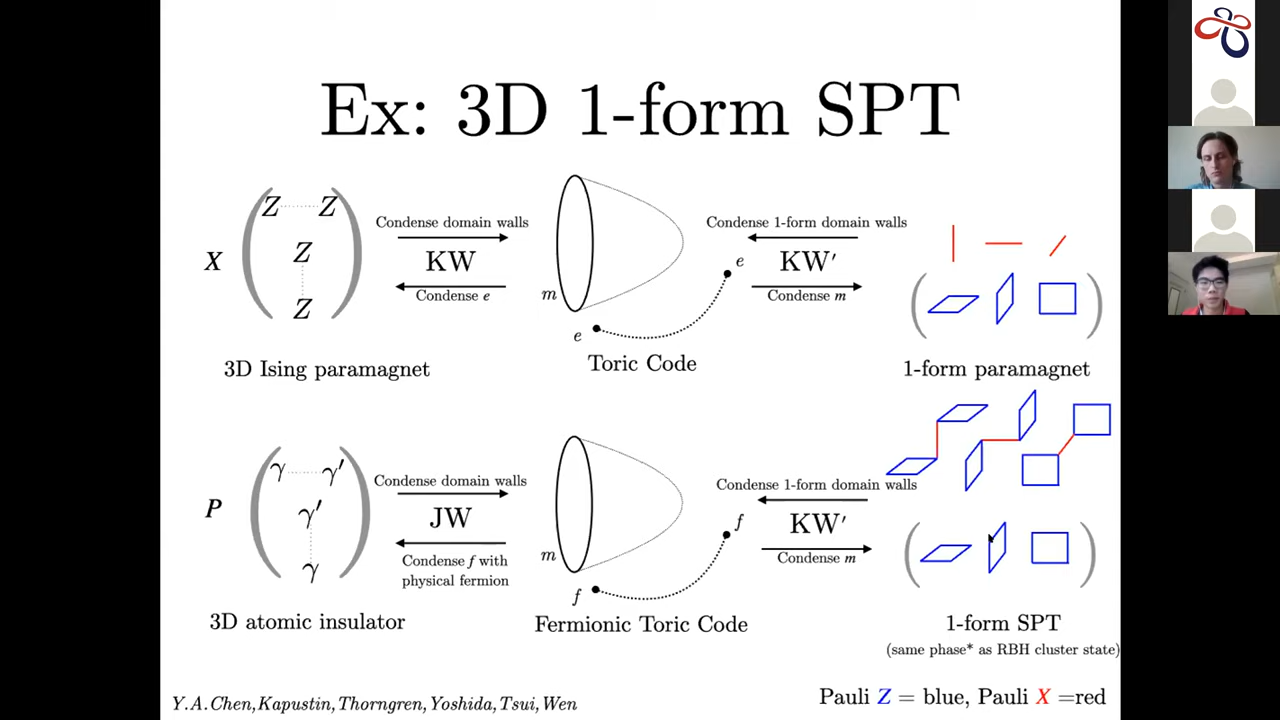 Ex: 3D 1-form SPT
X
Z Z
Z
Z
3D Ising paramagnet
Condense domain walls
KW
Condense e
m
e
e
Toric Code
Condense 1-form domain walls
KW′
Condense m
1-form paramagnet
P
γ γ′
γ′
γ
3D atomic insulator
Condense domain walls
JW
Condense f with
physical fermion
m
f
f
Fermionic Toric Code
Condense 1-form domain walls
KW′
Condense m
1-form SPT
(same phase* as RBH cluster state)
Y.A.Chen,Kapustin,Thorngren,Yoshida,Tsui,Wen
Pauli Z = blue, Pauli X =red